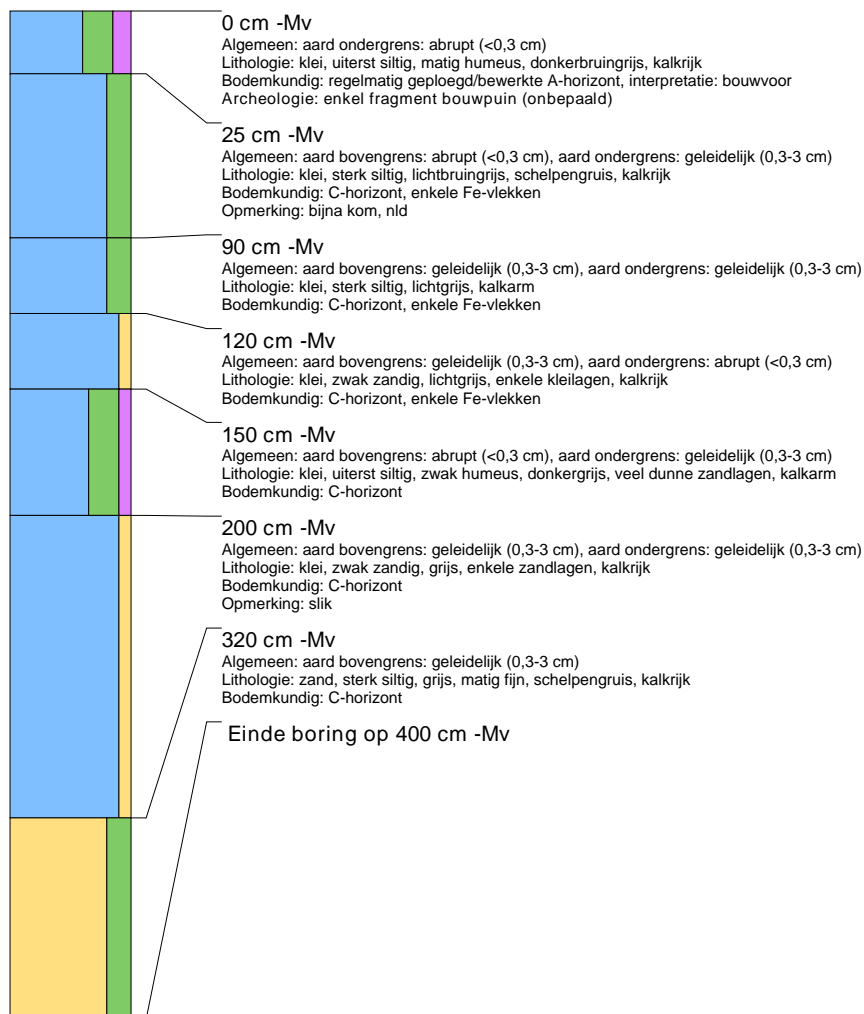 0 cm -Mv
Algemeen: aard ondergrens: abrupt (<0,3 cm)
Lithologie: klei, uiterst siltig, matig humeus, donkerbruingrijs, kalkrijk
Bodemkundig: regelmatig geploegd/bewerkte A-horizont, interpretatie: bouwvoor
Archeologie: enkel fragment bouwpuin (onbepaald)
25 cm -Mv
Algemeen: aard bovengrens: abrupt (<0,3 cm), aard ondergrens: geleidelijk (0,3-3 cm)
Lithologie: klei, sterk siltig, lichtbruingrijs, schelpengruis, kalkrijk
Bodemkundig: C-horizont, enkele Fe-vlekken
Opmerking: bijna kom, nld
90 cm -Mv
Algemeen: aard bovengrens: geleidelijk (0,3-3 cm), aard ondergrens: geleidelijk (0,3-3 cm)
Lithologie: klei, sterk siltig, lichtgrijs, kalkarm
Bodemkundig: C-horizont, enkele Fe-vlekken
120 cm -Mv
Algemeen: aard bovengrens: geleidelijk (0,3-3 cm), aard ondergrens: abrupt (<0,3 cm)
Lithologie: klei, zwak zandig, lichtgrijs, enkele kleilagen, kalkrijk
Bodemkundig: C-horizont, enkele Fe-vlekken
150 cm -Mv
Algemeen: aard bovengrens: abrupt (<0,3 cm), aard ondergrens: geleidelijk (0,3-3 cm)
Lithologie: klei, uiterst siltig, zwak humeus, donkergrijs, veel dunne zandlagen, kalkarm
Bodemkundig: C-horizont
200 cm -Mv
Algemeen: aard bovengrens: geleidelijk (0,3-3 cm), aard ondergrens: geleidelijk (0,3-3 cm)
Lithologie: klei, zwak zandig, grijs, enkele zandlagen, kalkrijk
Bodemkundig: C-horizont
Opmerking: slik
320 cm -Mv
Algemeen: aard bovengrens: geleidelijk (0,3-3 cm)
Lithologie: zand, sterk siltig, grijs, matig fijn, schelpengruis, kalkrijk
Bodemkundig: C-horizont
Einde boring op 400 cm -Mv